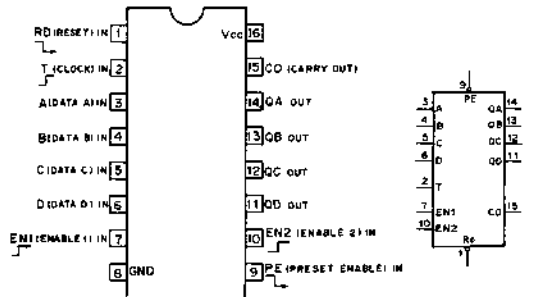 RD (RESET) IN 1
T (CLOCK) IN 2
A(DATA A) IN 3
B(DATA B) IN 4
C(DATA C) IN 5
D(DATA D) IN 6
EN1 (ENABLE 1) IN 7
8 GND
Vcc 16
15 CO (CARRY OUT)
14 QA OUT
13 QB OUT
12 QC OUT
11 QD OUT
10 EN2 (ENABLE 2) IN
9 PE (PRESET ENABLE) IN
9
PE
3 A QA 14
4 B QB 13
5 C QC 12
6 D QD 11
2 T
7 EN1 CO 15
10 EN2
RD
1